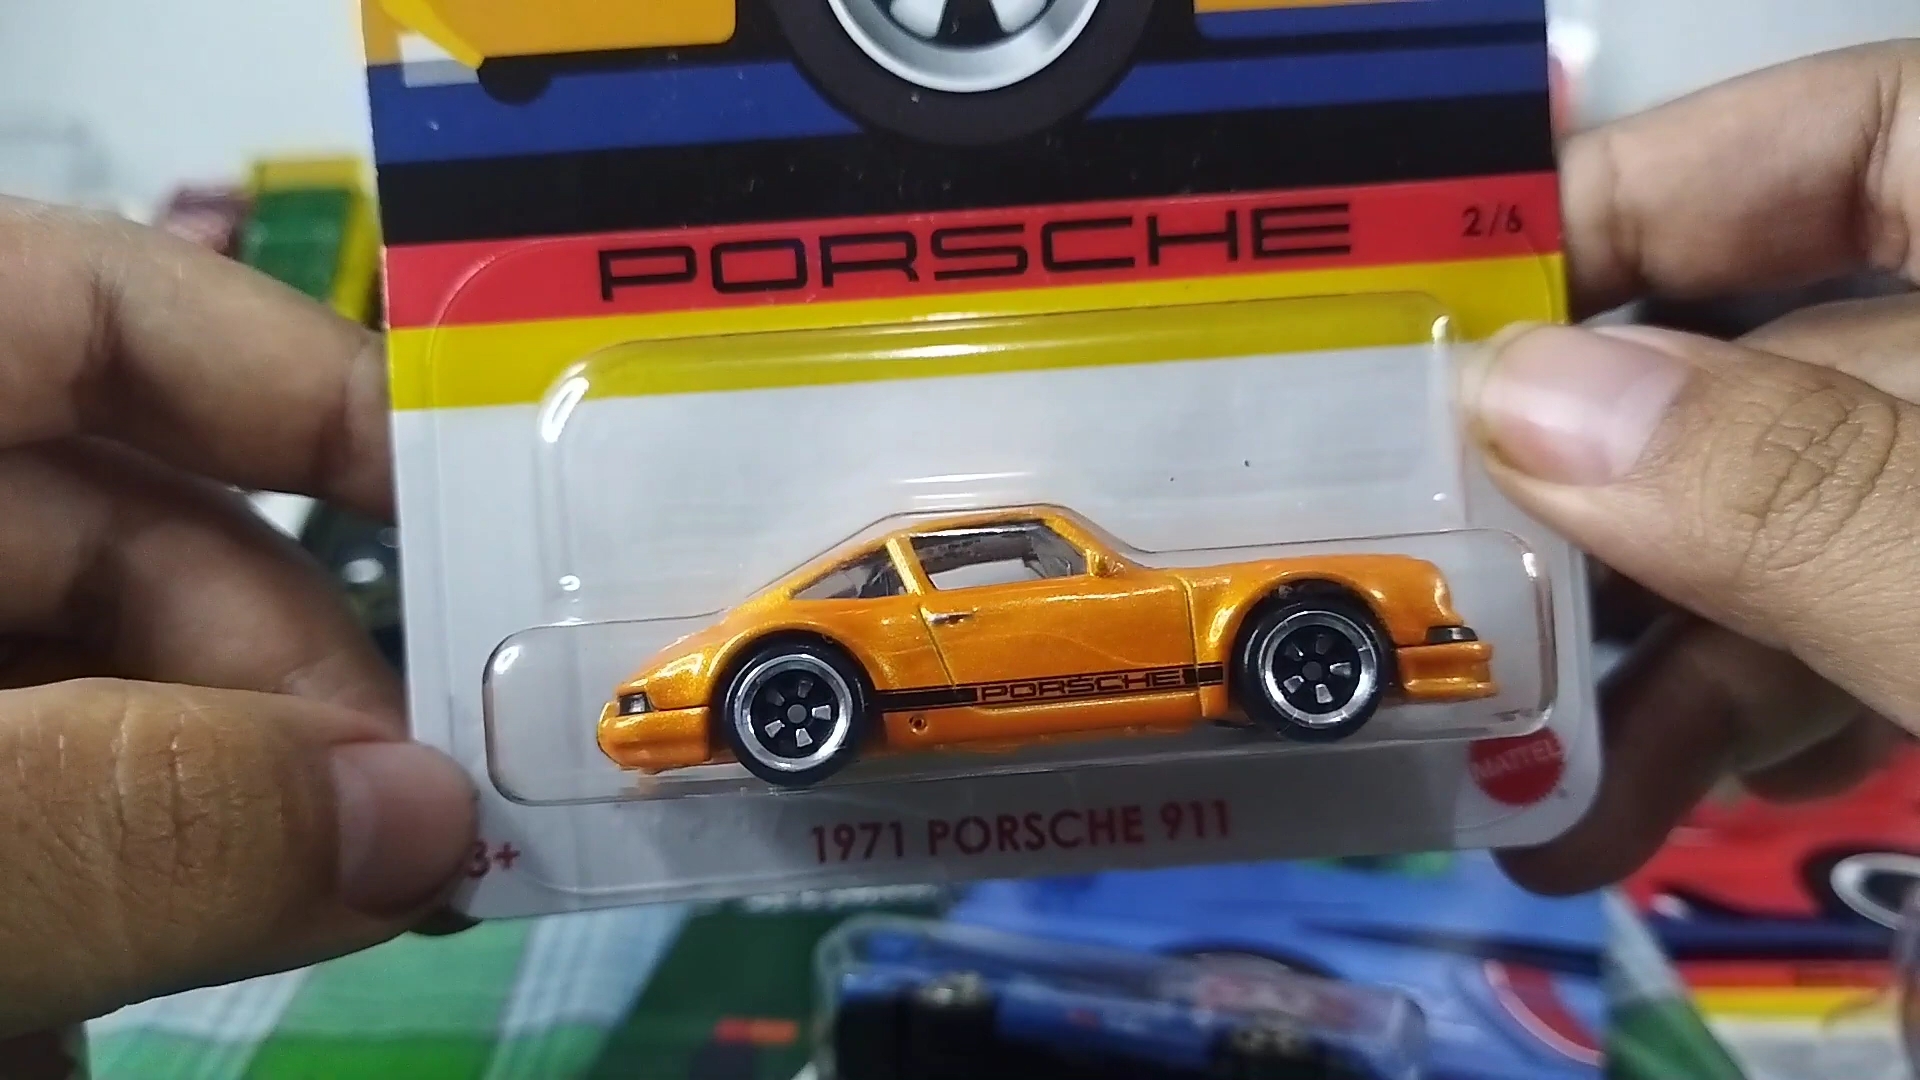 PORSCHE 2/6
PORSCHE
MATTEL
1971 PORSCHE 911
3+